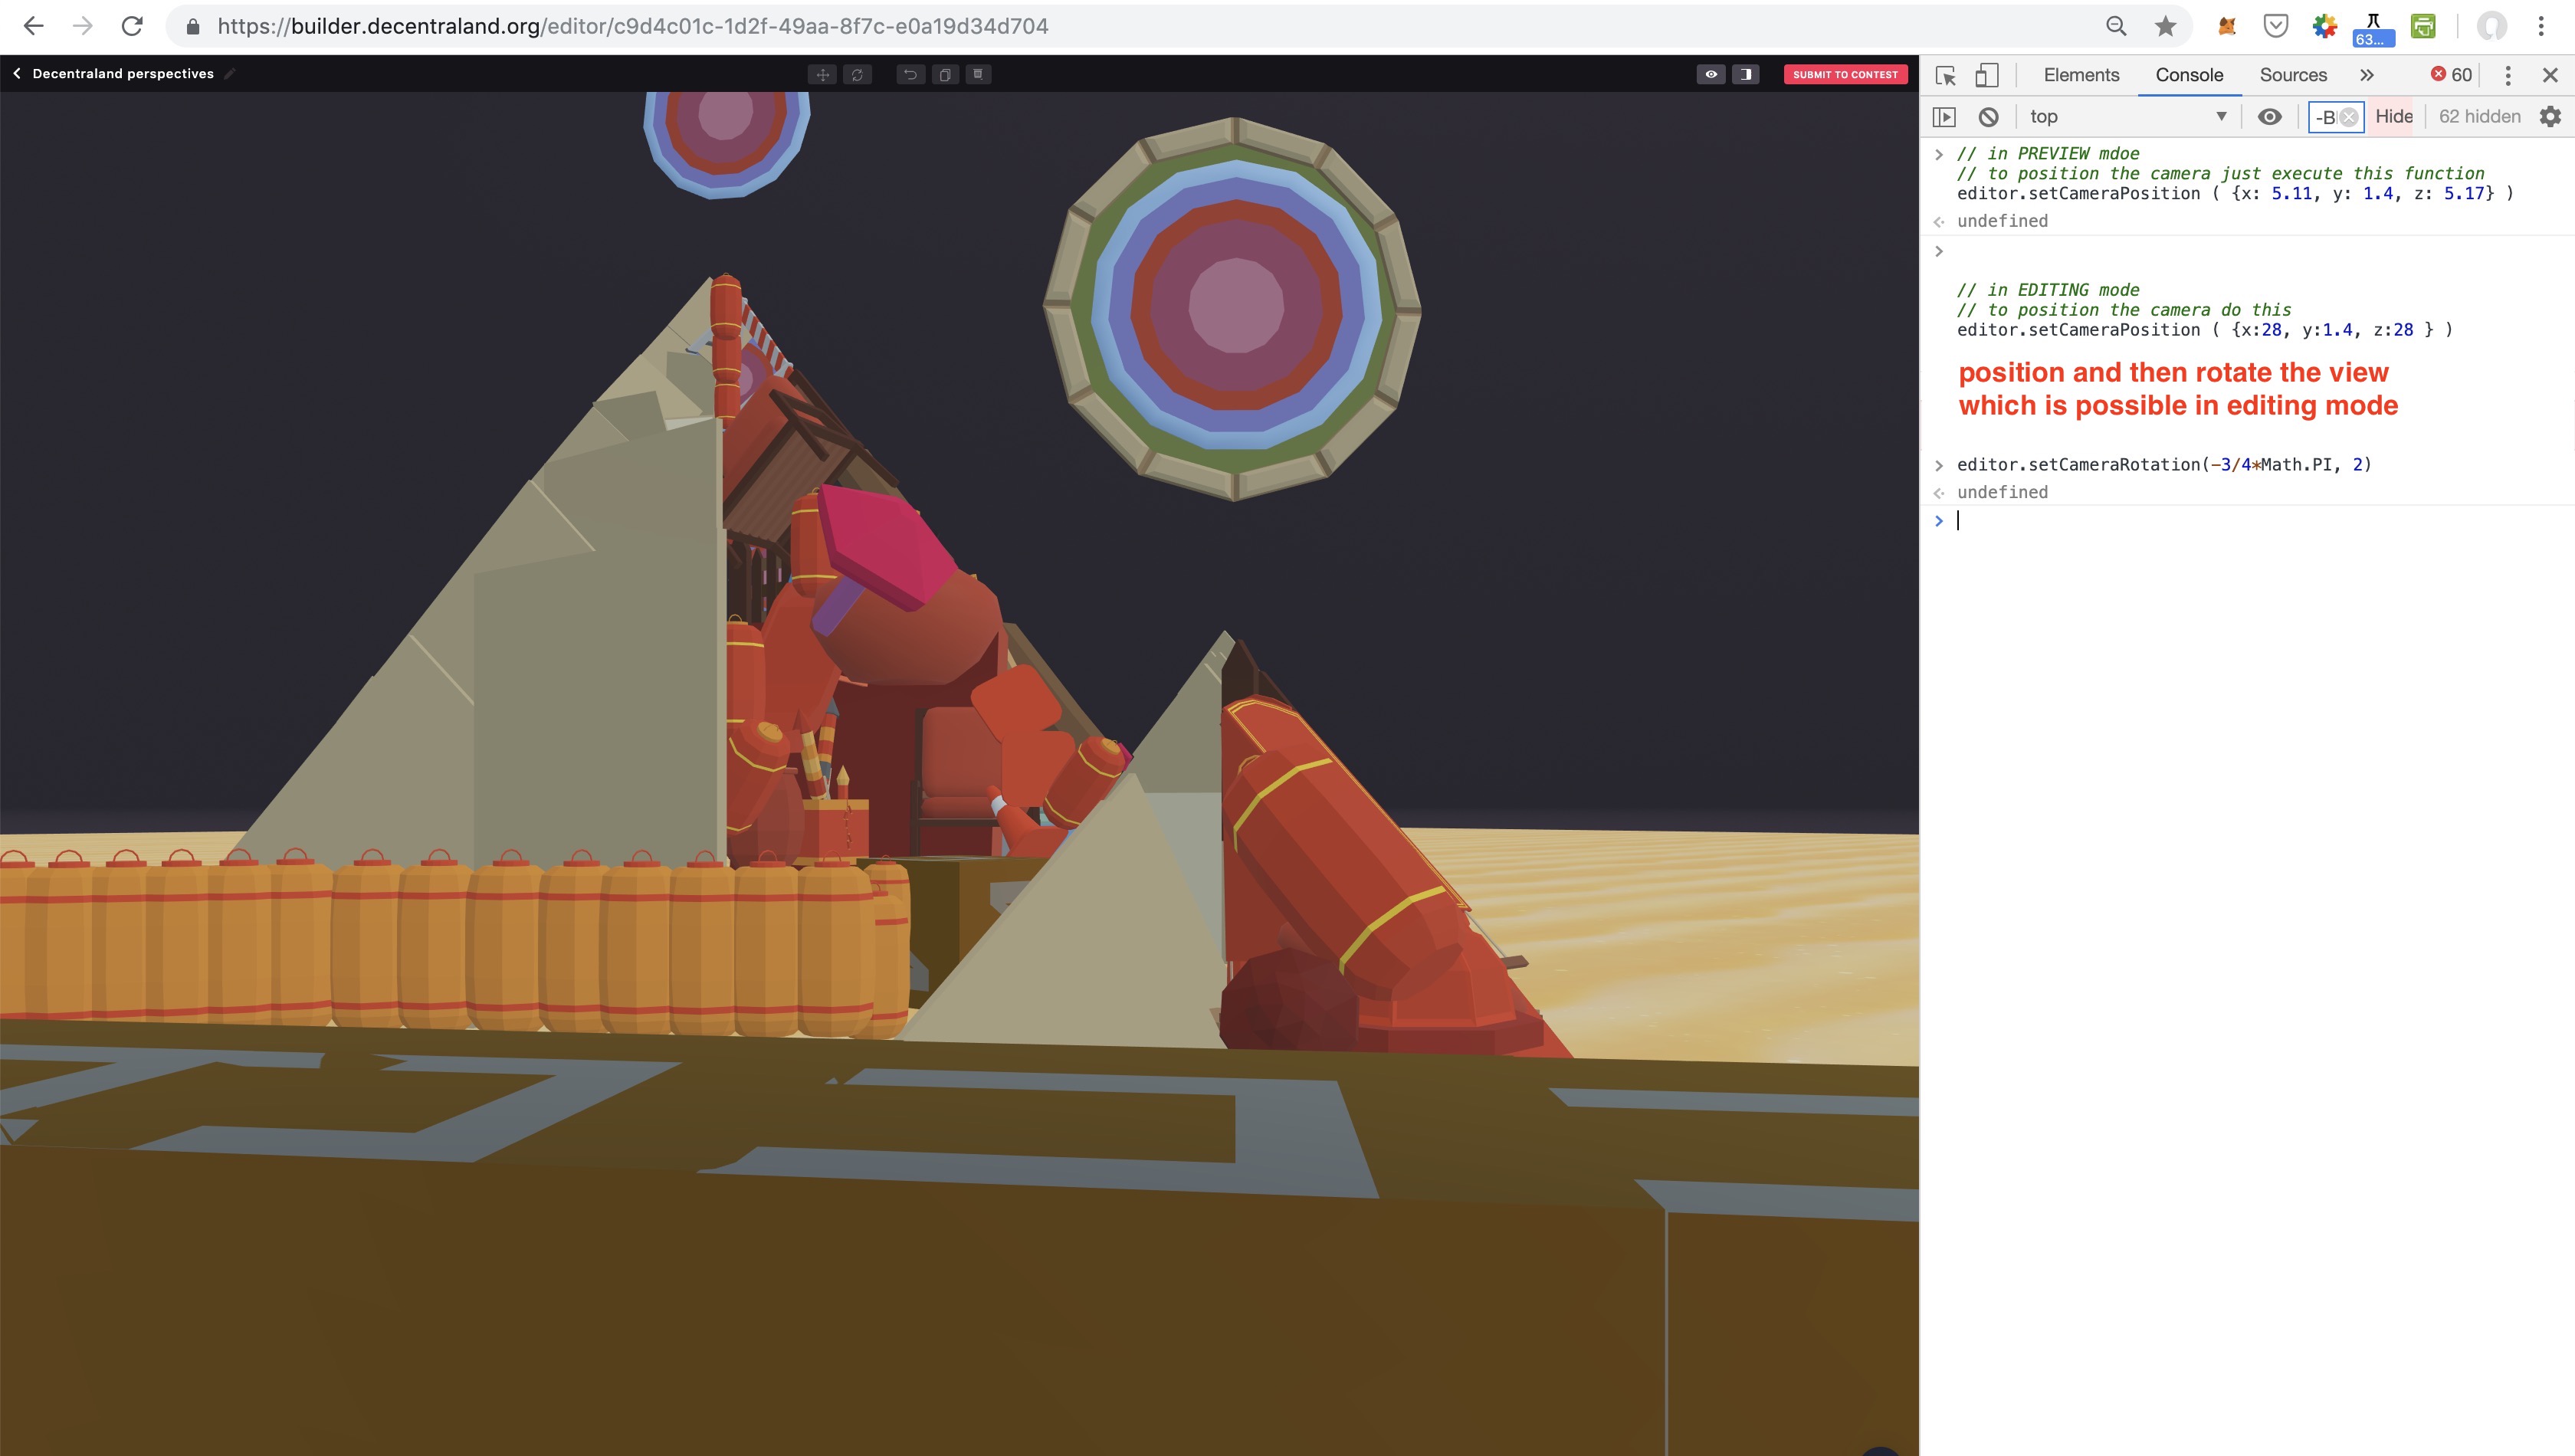 https://builder.decentraland.org/editor/c9d4c01c-1d2f-49aa-8f7c-e0a19d34d704
π
63...
Decentraland perspectives
SUBMIT TO CONTEST
Elements Console Sources » 60
top ▼ -B Hide 62 hidden
> // in PREVIEW mdoe
// to position the camera just execute this function
editor.setCameraPosition ( {x: 5.11, y: 1.4, z: 5.17} )
undefined
>
// in EDITING mode
// to position the camera do this
editor.setCameraPosition ( {x:28, y:1.4, z:28 } )
position and then rotate the view
which is possible in editing mode
> editor.setCameraRotation(-3/4*Math.PI, 2)
undefined
>